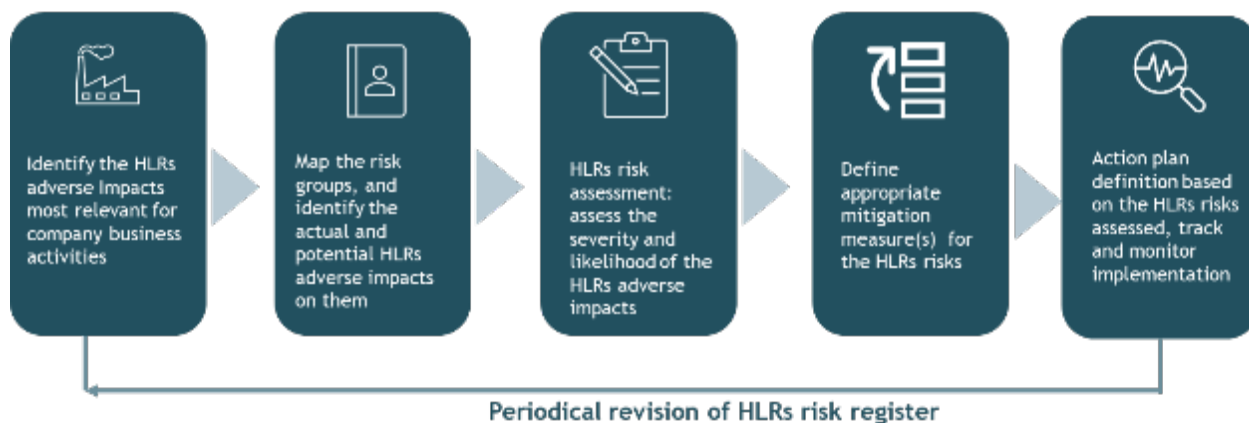 Identify the HLRs
adverse Impacts
most relevant for
company business
activities
Map the risk
groups, and
identify the
actual and
potential HLRs
adverse impacts
on them
HLRs risk
assessment:
assess the
severity and
likelihood of the
HLRs adverse
impacts
Define
appropriate
mitigation
measure(s) for
the HLRs risks
Action plan
definition based
on the HLRs risks
assessed, track
and monitor
implementation
Periodical revision of HLRs risk register